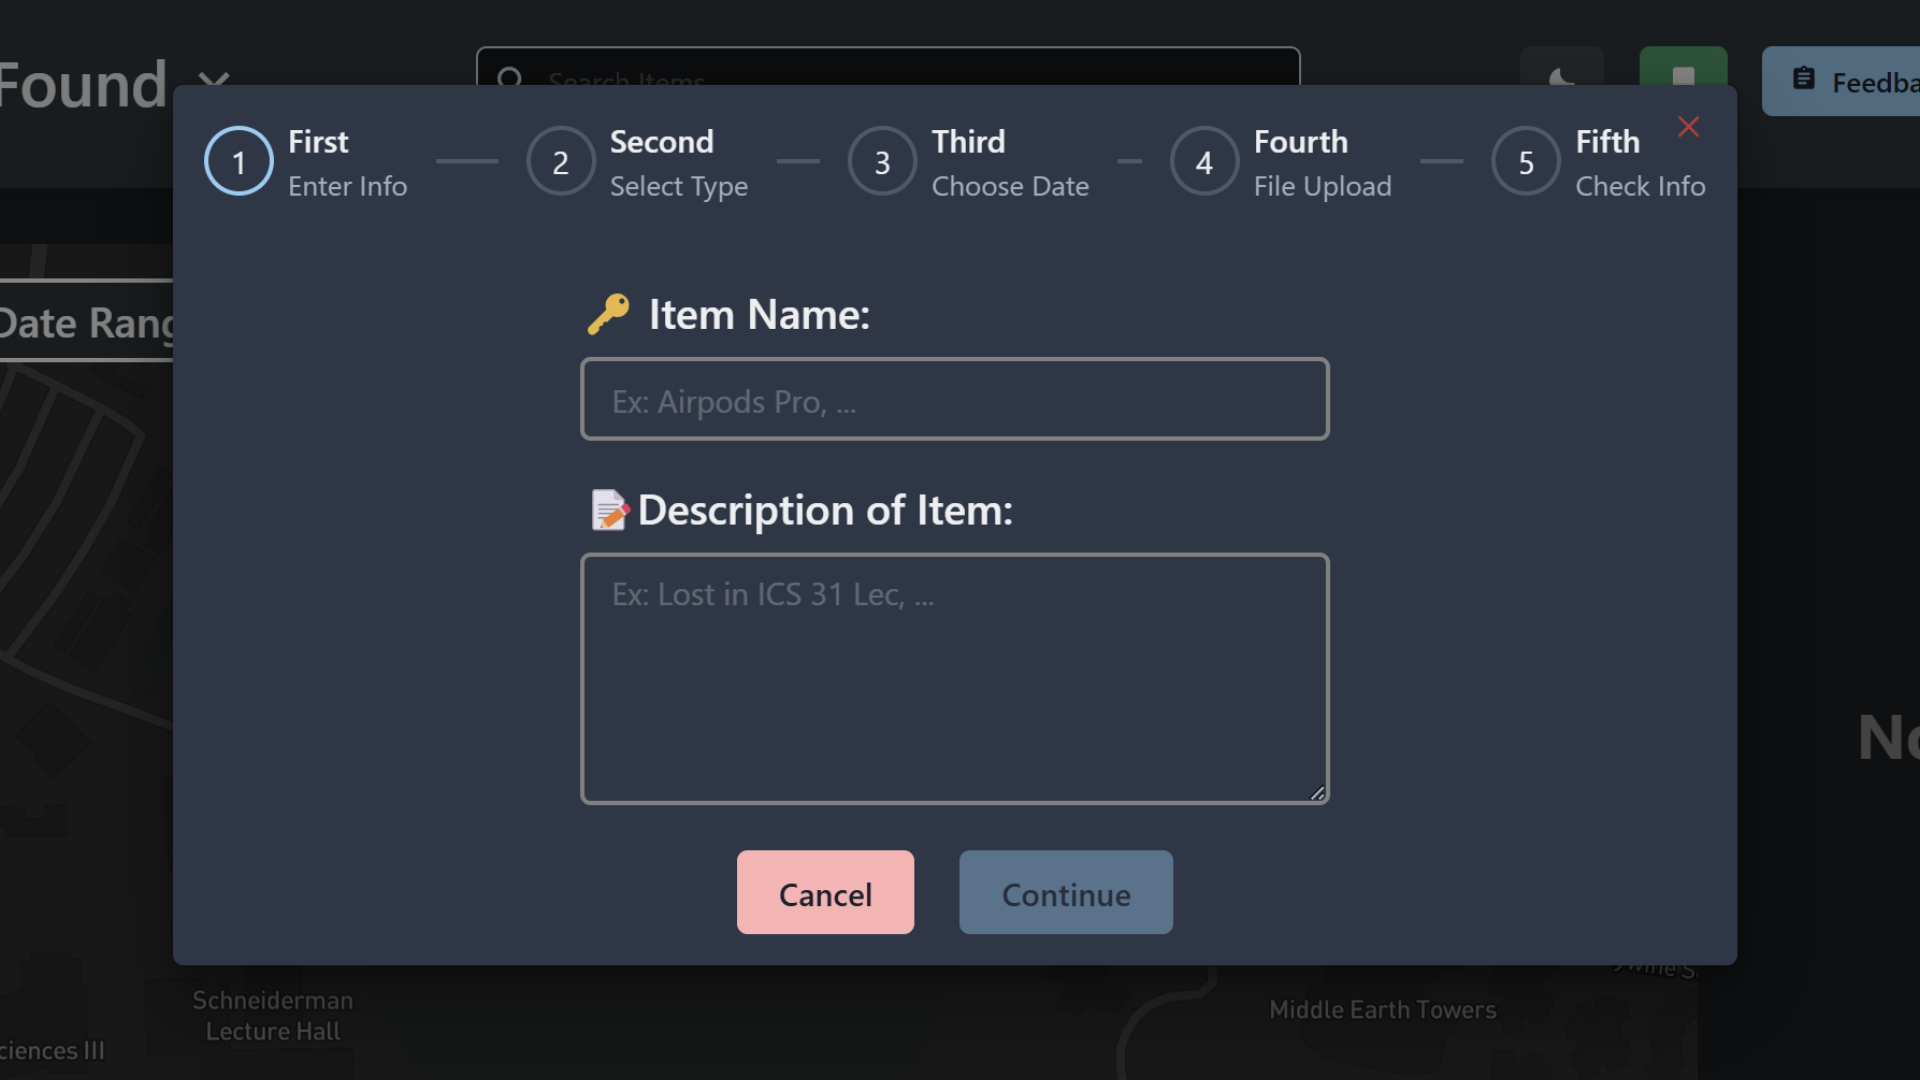 Found
Search Items
Feedba
1
First
Enter Info
2
Second
Select Type
3
Third
Choose Date
4
Fourth
File Upload
5
Fifth
Check Info
Date Rang
Item Name:
Ex: Airpods Pro, ...
Description of Item:
Ex: Lost in ICS 31 Lec, ...
No
Cancel
Continue
Schneiderman
Lecture Hall
Middle Earth Towers
ciences III